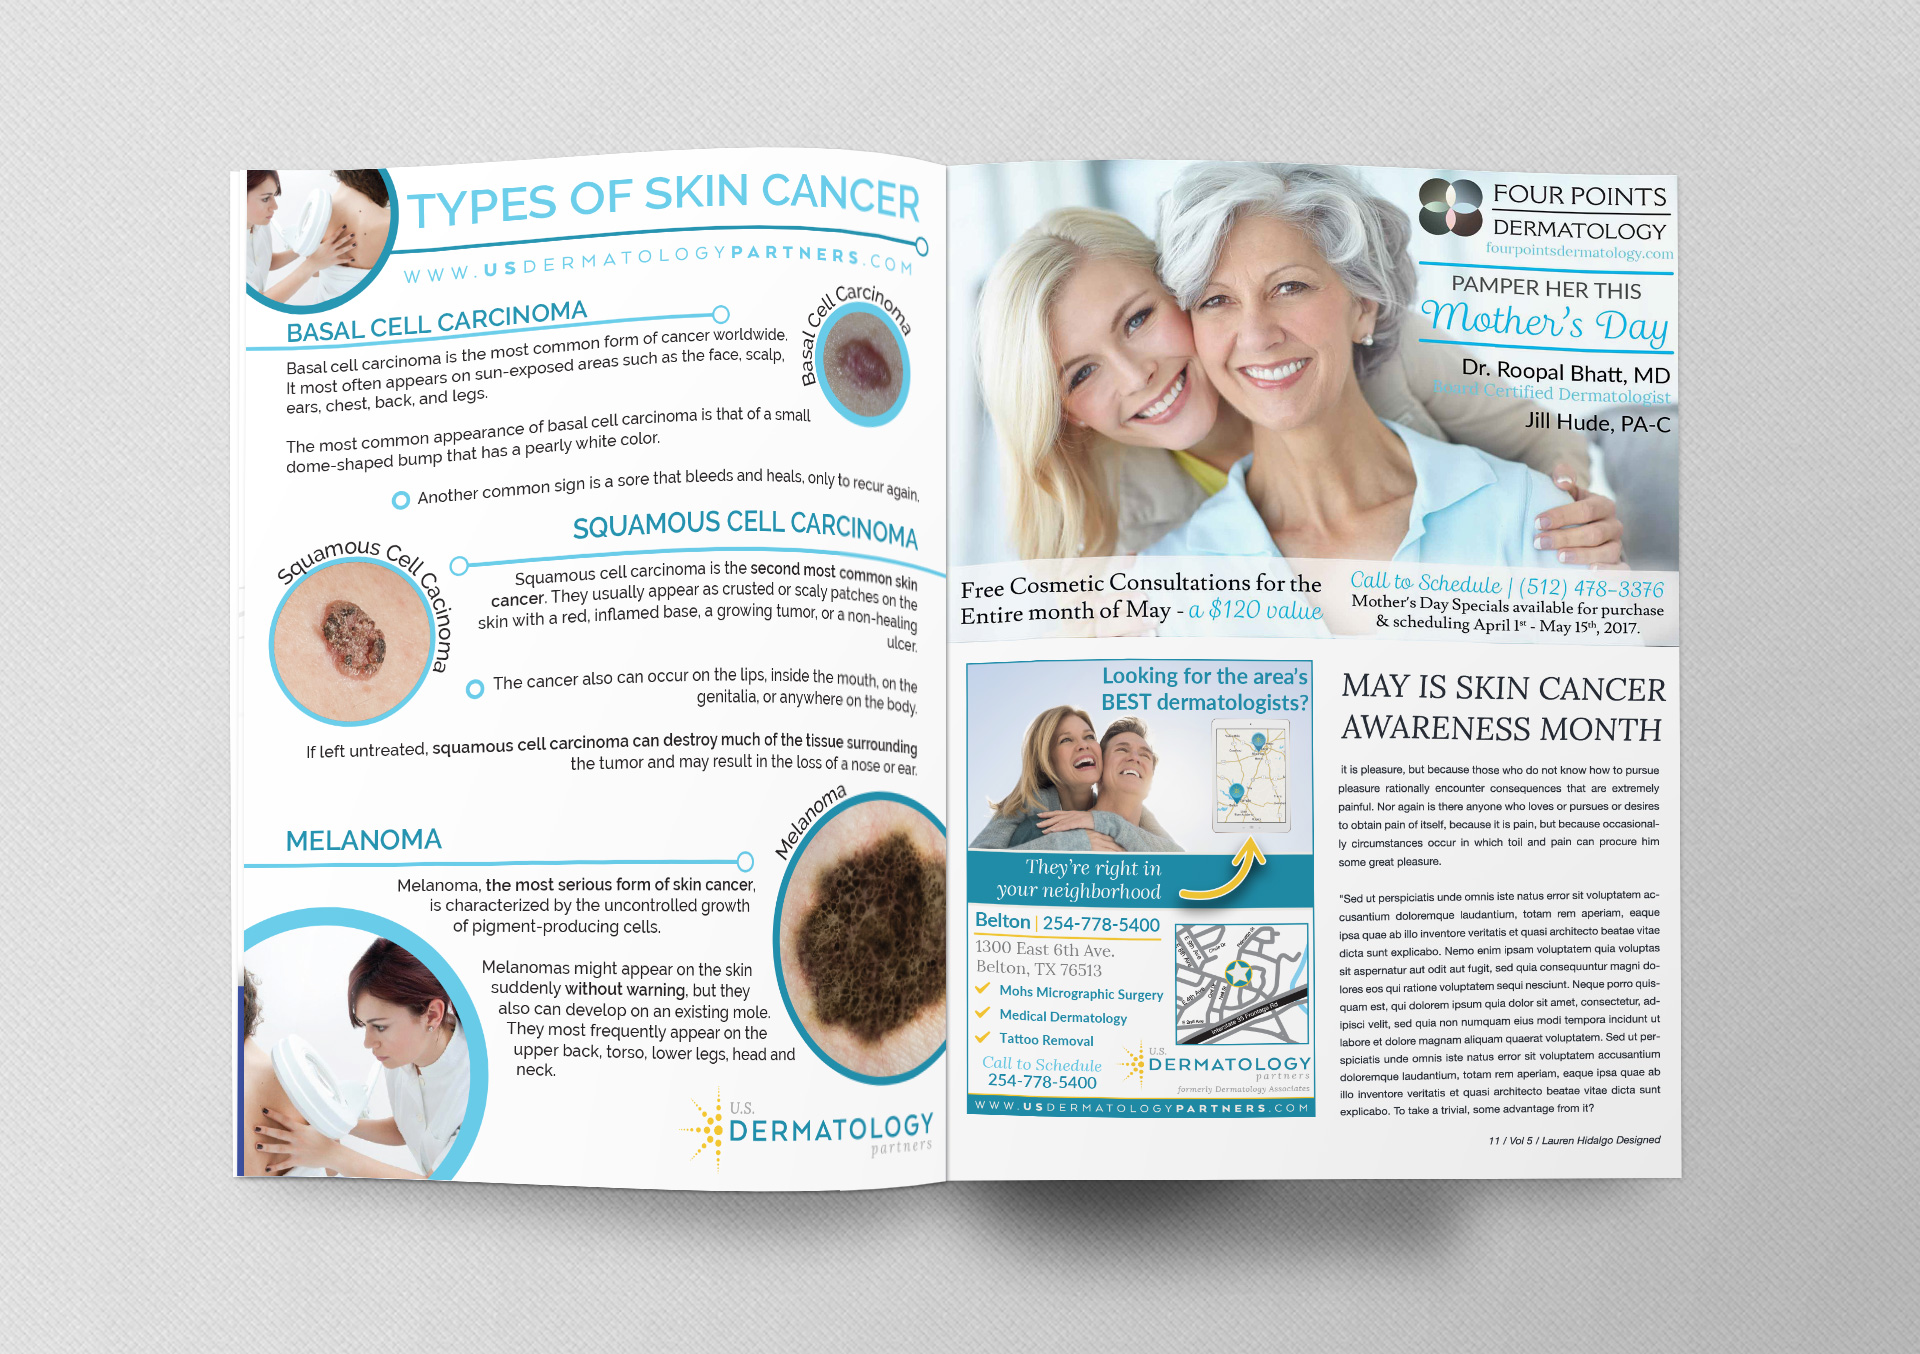 TYPES OF SKIN CANCER
WWW.USDERMATOLOGYPARTNERS.COM
BASAL CELL CARCINOMA
Basal Cell Carcinoma
Basal cell carcinoma is the most common form of cancer worldwide.
It most often appears on sun-exposed areas such as the face, scalp,
ears, chest, back, and legs.
The most common appearance of basal cell carcinoma is that of a small
dome-shaped bump that has a pearly white color.
Another common sign is a sore that bleeds and heals, only to recur again.
SQUAMOUS CELL CARCINOMA
Squamous Cell Cacinoma
Squamous cell carcinoma is the second most common skin
cancer. They usually appear as crusted or scaly patches on the
skin with a red, inflamed base, a growing tumor, or a non-healing
ulcer.
The cancer also can occur on the lips, inside the mouth, on the
genitalia, or anywhere on the body.
If left untreated, squamous cell carcinoma can destroy much of the tissue surrounding
the tumor and may result in the loss of a nose or ear.
MELANOMA
Melanoma
Melanoma, the most serious form of skin cancer,
is characterized by the uncontrolled growth
of pigment-producing cells.
Melanomas might appear on the skin
suddenly without warning, but they
also can develop on an existing mole.
They most frequently appear on the
upper back, torso, lower legs, head and
neck.
U.S.
DERMATOLOGY
partners
FOUR POINTS
DERMATOLOGY
fourpointsdermatology.com
PAMPER HER THIS
Mother's Day
Dr. Roopal Bhatt, MD
Board Certified Dermatologist
Jill Hude, PA-C
Free Cosmetic Consultations for the
Entire month of May - a $120 value
Call to Schedule | (512) 478-3376
Mother's Day Specials available for purchase
& scheduling April 1st - May 15th, 2017.
Looking for the area's
BEST dermatologists?
They're right in
your neighborhood
Belton | 254-778-5400
1300 East 6th Ave.
Belton, TX 76513
Mohs Micrographic Surgery
Medical Dermatology
Tattoo Removal
Call to Schedule
254-778-5400
Interstate 35 Frontage Rd
U.S.
DERMATOLOGY
partners
formerly Dermatology Associates
WWW.USDERMATOLOGYPARTNERS.COM
MAY IS SKIN CANCER
AWARENESS MONTH
it is pleasure, but because those who do not know how to pursue
pleasure rationally encounter consequences that are extremely
painful. Nor again is there anyone who loves or pursues or desires
to obtain pain of itself, because it is pain, but because occasional-
ly circumstances occur in which toil and pain can procure him
some great pleasure.
"Sed ut perspiciatis unde omnis iste natus error sit voluptatem ac-
cusantium doloremque laudantium, totam rem aperiam, eaque
ipsa quae ab illo inventore veritatis et quasi architecto beatae vitae
dicta sunt explicabo. Nemo enim ipsam voluptatem quia voluptas
sit aspernatur aut odit aut fugit, sed quia consequuntur magni do-
lores eos qui ratione voluptatem sequi nesciunt. Neque porro quis-
quam est, qui dolorem ipsum quia dolor sit amet, consectetur, ad-
ipisci velit, sed quia non numquam eius modi tempora incidunt ut
labore et dolore magnam aliquam quaerat voluptatem. Sed ut per-
spiciatis unde omnis iste natus error sit voluptatem accusantium
doloremque laudantium, totam rem aperiam, eaque ipsa quae ab
illo inventore veritatis et quasi architecto beatae vitae dicta sunt
explicabo. To take a trivial, some advantage from it?
11 / Vol 5 / Lauren Hidalgo Designed